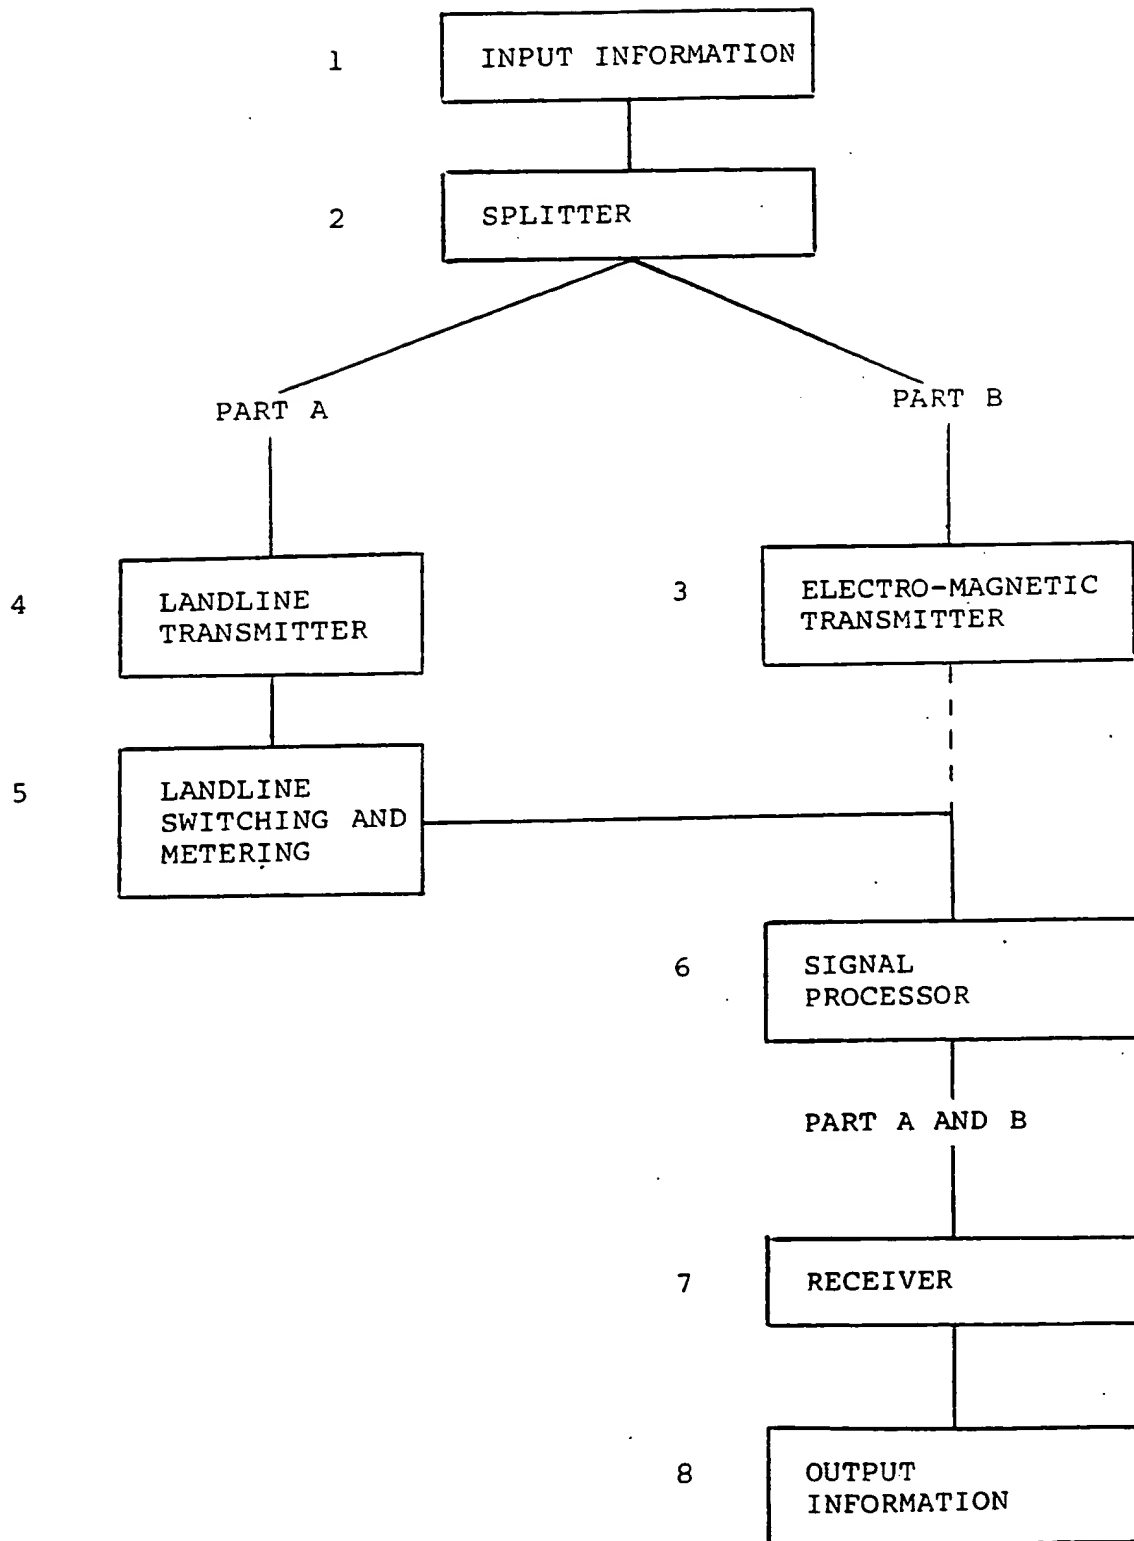 1
INPUT INFORMATION
2
SPLITTER
PART A
PART B
4
LANDLINE
TRANSMITTER
3
ELECTRO-MAGNETIC
TRANSMITTER
5
LANDLINE
SWITCHING AND
METERING
6
SIGNAL
PROCESSOR
PART A AND B
7
RECEIVER
8
OUTPUT
INFORMATION